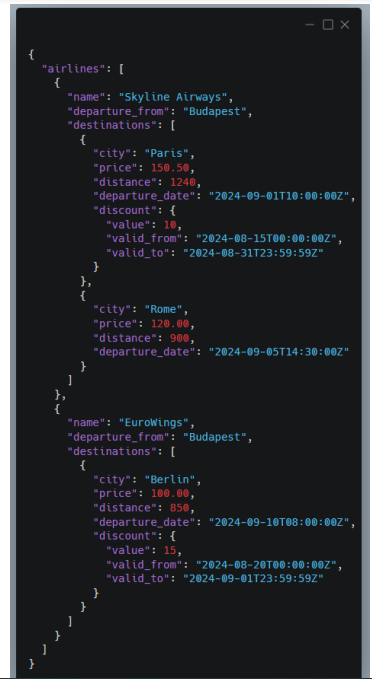 {
  "airlines": [
    {
      "name": "Skyline Airways",
      "departure_from": "Budapest",
      "destinations": [
        {
          "city": "Paris",
          "price": 150.50,
          "distance": 1240,
          "departure_date": "2024-09-01T10:00:00Z",
          "discount": {
            "value": 10,
            "valid_from": "2024-08-15T00:00:00Z",
            "valid_to": "2024-08-31T23:59:59Z"
          }
        },
        {
          "city": "Rome",
          "price": 120.00,
          "distance": 900,
          "departure_date": "2024-09-05T14:30:00Z"
        }
      ]
    },
    {
      "name": "EuroWings",
      "departure_from": "Budapest",
      "destinations": [
        {
          "city": "Berlin",
          "price": 100.00,
          "distance": 850,
          "departure_date": "2024-09-10T08:00:00Z",
          "discount": {
            "value": 15,
            "valid_from": "2024-08-20T00:00:00Z",
            "valid_to": "2024-09-01T23:59:59Z"
          }
        }
      ]
    }
  ]
}